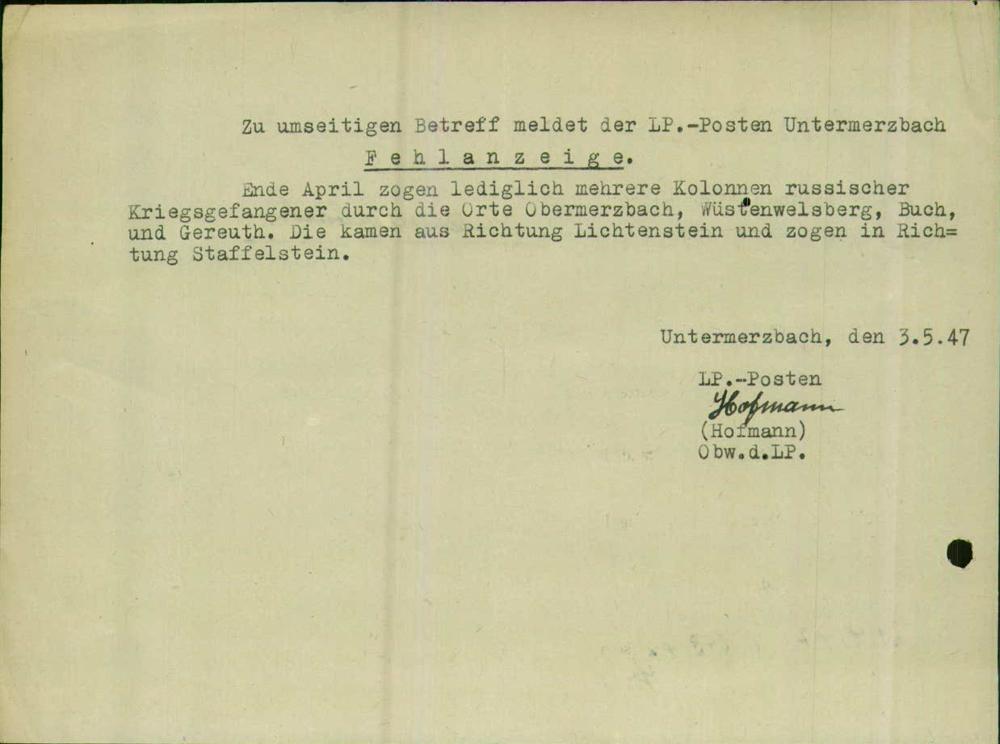 Zu umseitigen Betreff meldet der LP.-Posten Untermerzbach
F e h l a n z e i g e.
Ende April zogen lediglich mehrere Kolonnen russischer
Kriegsgefangener durch die Orte Obermerzbach, Wüstenwelsberg, Buch,
und Gereuth. Die kamen aus Richtung Lichtenstein und zogen in Rich=
tung Staffelstein.
Untermerzbach, den 3.5.47
LP.-Posten
Hofmann
(Hofmann)
Obw.d.LP.